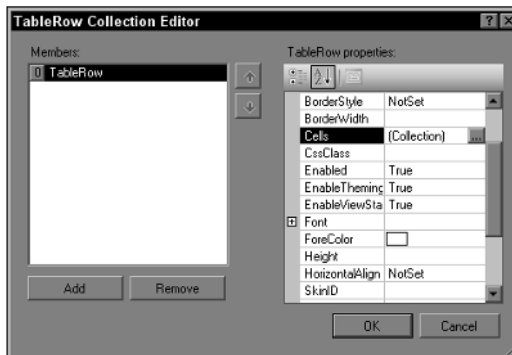 TableRow Collection Editor
Members:
0 TableRow
Add
Remove
TableRow properties:
BorderStyle NotSet
BorderWidth
Cells (Collection) ...
CssClass
Enabled True
EnableTheming True
EnableViewSta True
Font
ForeColor
Height
HorizontalAlign NotSet
SkinID
OK
Cancel